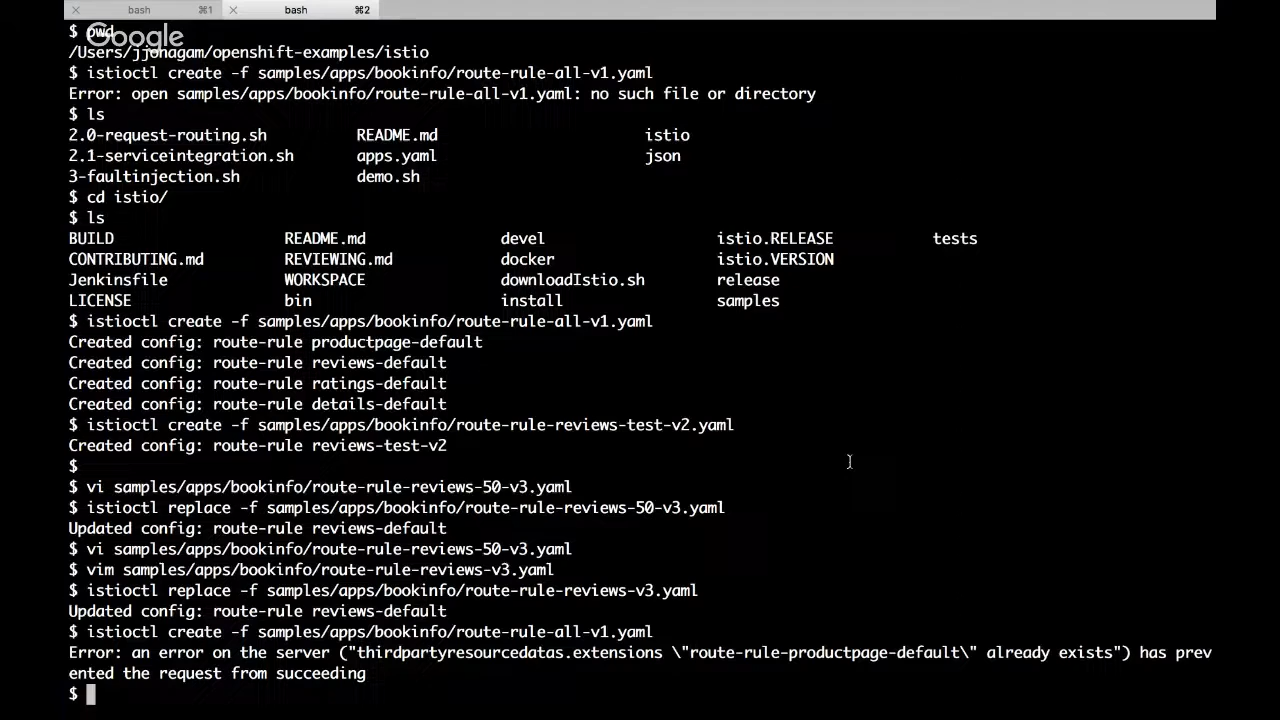 bash ⌘1 bash ⌘2
$ pwd
Google
/Users/jjonagam/openshift-examples/istio
$ istioctl create -f samples/apps/bookinfo/route-rule-all-v1.yaml
Error: open samples/apps/bookinfo/route-rule-all-v1.yaml: no such file or directory
$ ls
2.0-request-routing.sh README.md istio
2.1-serviceintegration.sh apps.yaml json
3-faultinjection.sh demo.sh
$ cd istio/
$ ls
BUILD README.md devel istio.RELEASE tests
CONTRIBUTING.md REVIEWING.md docker istio.VERSION
Jenkinsfile WORKSPACE downloadIstio.sh release
LICENSE bin install samples
$ istioctl create -f samples/apps/bookinfo/route-rule-all-v1.yaml
Created config: route-rule productpage-default
Created config: route-rule reviews-default
Created config: route-rule ratings-default
Created config: route-rule details-default
$ istioctl create -f samples/apps/bookinfo/route-rule-reviews-test-v2.yaml
Created config: route-rule reviews-test-v2
$
$ vi samples/apps/bookinfo/route-rule-reviews-50-v3.yaml
$ istioctl replace -f samples/apps/bookinfo/route-rule-reviews-50-v3.yaml
Updated config: route-rule reviews-default
$ vi samples/apps/bookinfo/route-rule-reviews-50-v3.yaml
$ vim samples/apps/bookinfo/route-rule-reviews-v3.yaml
$ istioctl replace -f samples/apps/bookinfo/route-rule-reviews-v3.yaml
Updated config: route-rule reviews-default
$ istioctl create -f samples/apps/bookinfo/route-rule-all-v1.yaml
Error: an error on the server ("thirdpartyresourcedatas.extensions \"route-rule-productpage-default\" already exists") has prev
ented the request from succeeding
$